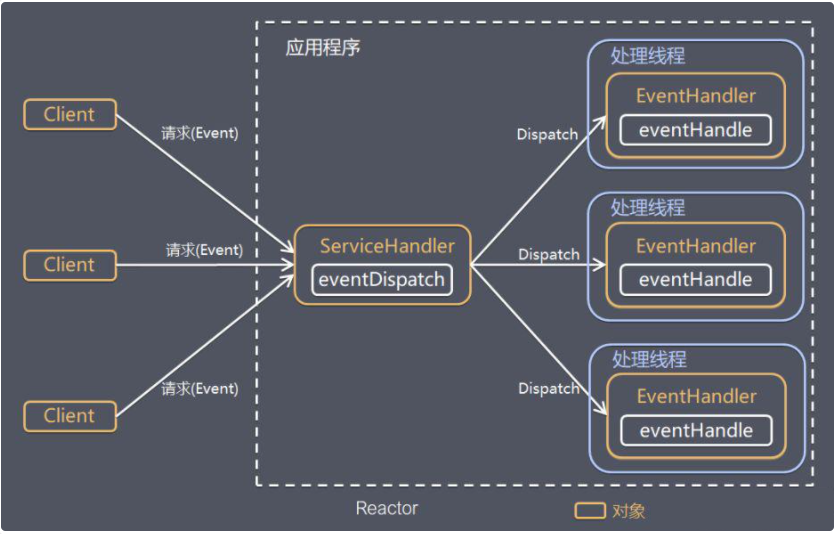 应用程序
处理线程
EventHandler
eventHandle
Client
请求(Event)
Dispatch
处理线程
EventHandler
eventHandle
Client
请求(Event)
ServiceHandler
eventDispatch
Dispatch
处理线程
EventHandler
eventHandle
Client
请求(Event)
Dispatch
Reactor
对象